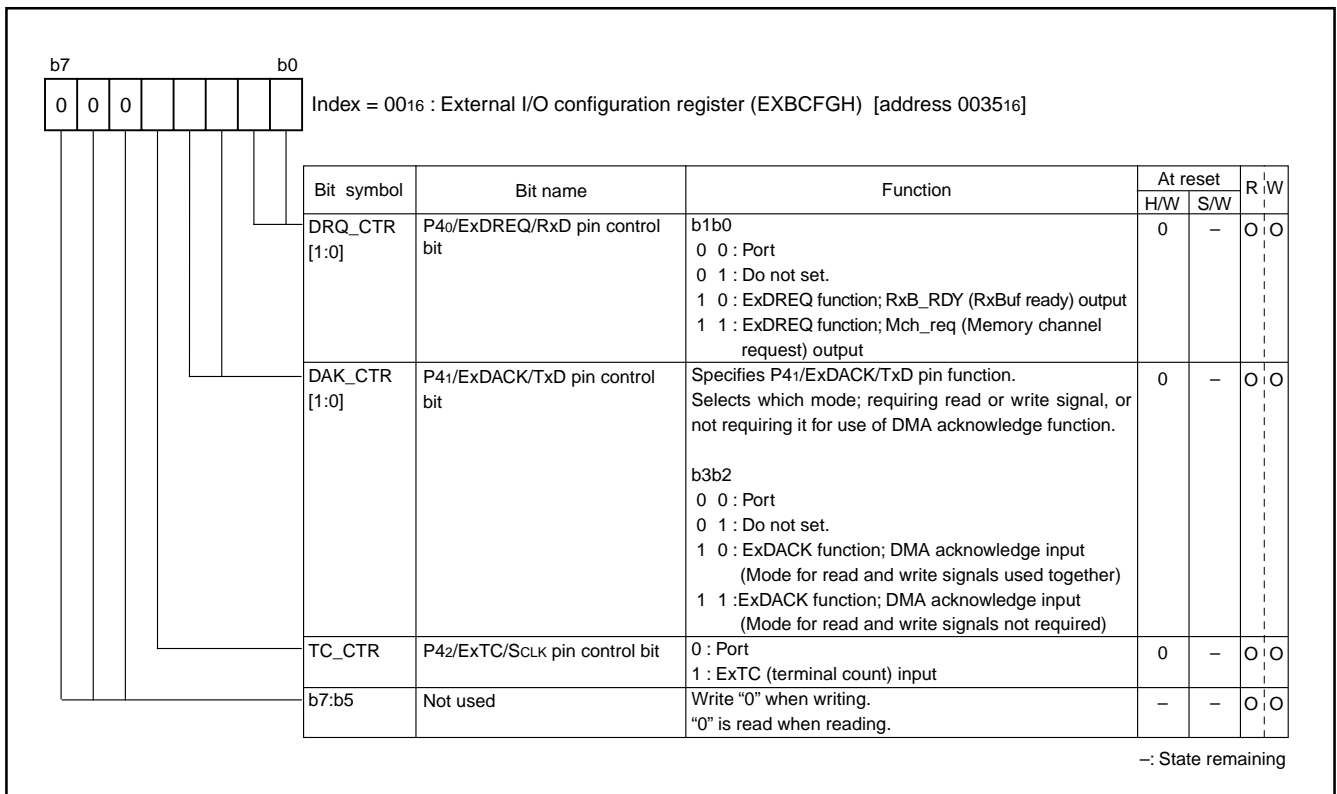 b7 b0
0 0 0 Index = 0016 : External I/O configuration register (EXBCFGH) [address 003516]
Bit symbol Bit name Function At reset R W
H/W S/W
DRQ_CTR P40/ExDREQ/RxD pin control b1b0 0 – O O
[1:0] bit 0 0 : Port
0 1 : Do not set.
1 0 : ExDREQ function; RxB_RDY (RxBuf ready) output
1 1 : ExDREQ function; Mch_req (Memory channel
request) output
DAK_CTR P41/ExDACK/TxD pin control Specifies P41/ExDACK/TxD pin function. 0 – O O
[1:0] bit Selects which mode; requiring read or write signal, or
not requiring it for use of DMA acknowledge function.
b3b2
0 0 : Port
0 1 : Do not set.
1 0 : ExDACK function; DMA acknowledge input
(Mode for read and write signals used together)
1 1 :ExDACK function; DMA acknowledge input
(Mode for read and write signals not required)
TC_CTR P42/ExTC/SCLK pin control bit 0 : Port 0 – O O
1 : ExTC (terminal count) input
b7:b5 Not used Write “0” when writing. – – O O
“0” is read when reading.
–: State remaining